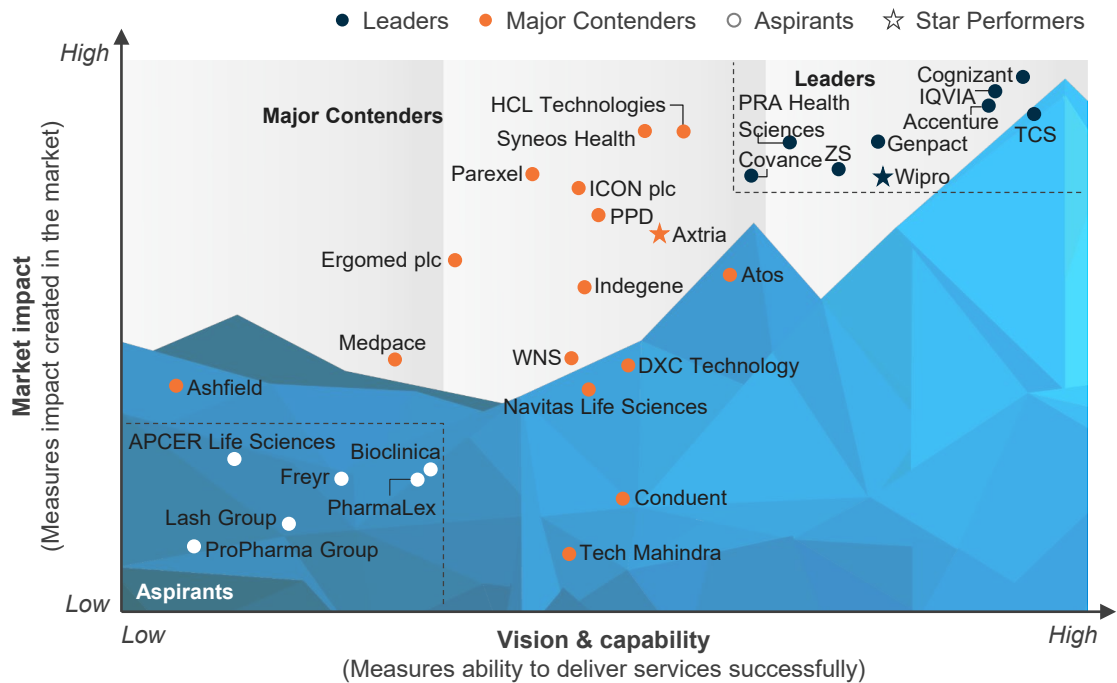 Leaders
Major Contenders
Aspirants
Star Performers
High
Market impact
(Measures impact created in the market)
Low
Major Contenders
Leaders
HCL Technologies
Syneos Health
Parexel
ICON plc
PPD
Axtria
Ergomed plc
Indegene
Atos
Medpace
WNS
DXC Technology
Navitas Life Sciences
Ashfield
Conduent
Tech Mahindra
PRA Health
Sciences
Covance
ZS
Cognizant
IQVIA
Accenture
TCS
Genpact
Wipro
APCER Life Sciences
Bioclinica
Freyr
PharmaLex
Lash Group
ProPharma Group
Aspirants
Low
Vision & capability
High
(Measures ability to deliver services successfully)